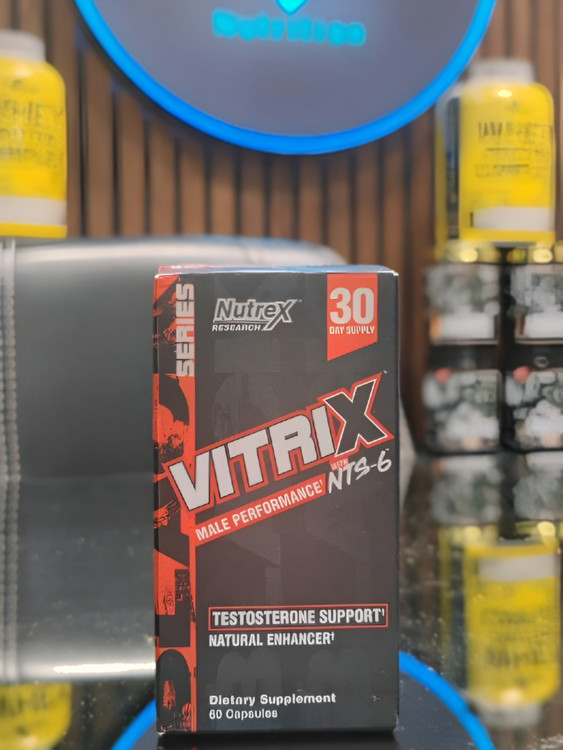 Nutrition
SERIES
Nutrex
RESEARCH
30
DAY SUPPLY
VITRIX
WITH
NTS-6
MALE PERFORMANCE†
TESTOSTERONE SUPPORT†
NATURAL ENHANCER†
Dietary Supplement
60 Capsules